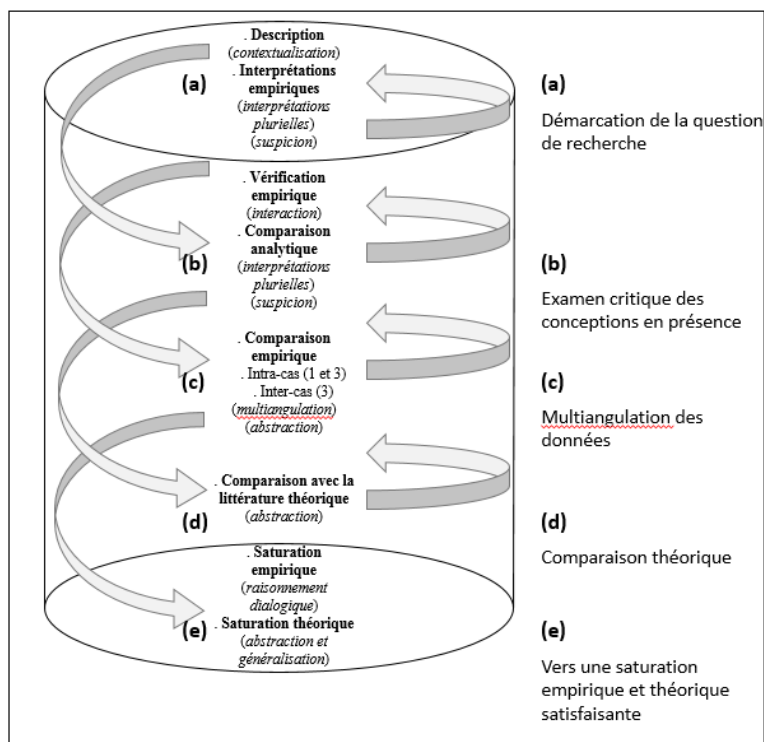 . Description
(contextualisation)
. Interprétations
empiriques
(interprétations
plurielles)
(suspicion)
(a)
. Vérification
empirique
(interaction)
. Comparaison
analytique
(interprétations
plurielles)
(suspicion)
(b)
. Comparaison
empirique
. Intra-cas (1 et 3)
. Inter-cas (3)
(multiangulation)
(abstraction)
(c)
. Comparaison avec la
littérature théorique
(abstraction)
(d)
. Saturation
empirique
(raisonnement
dialogique)
. Saturation théorique
(abstraction et
généralisation)
(e)
(a)
Démarcation de la question
de recherche
(b)
Examen critique des
conceptions en présence
(c)
Multiangulation des
données
(d)
Comparaison théorique
(e)
Vers une saturation
empirique et théorique
satisfaisante